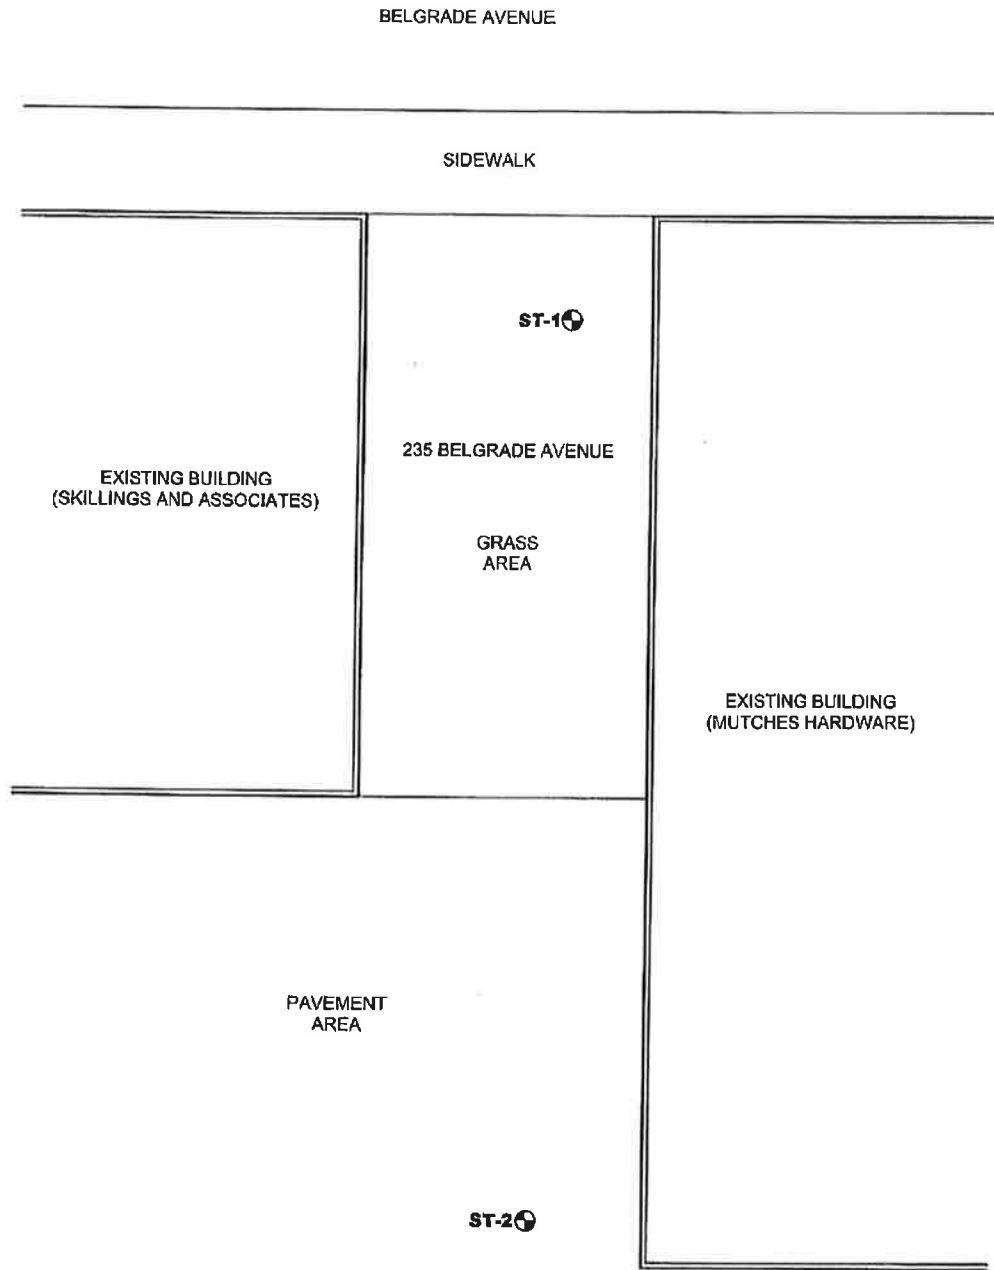 BELGRADE AVENUE
SIDEWALK
ST-1
235 BELGRADE AVENUE
EXISTING BUILDING
(SKILLINGS AND ASSOCIATES)
GRASS
AREA
EXISTING BUILDING
(MUTCHES HARDWARE)
PAVEMENT
AREA
ST-2